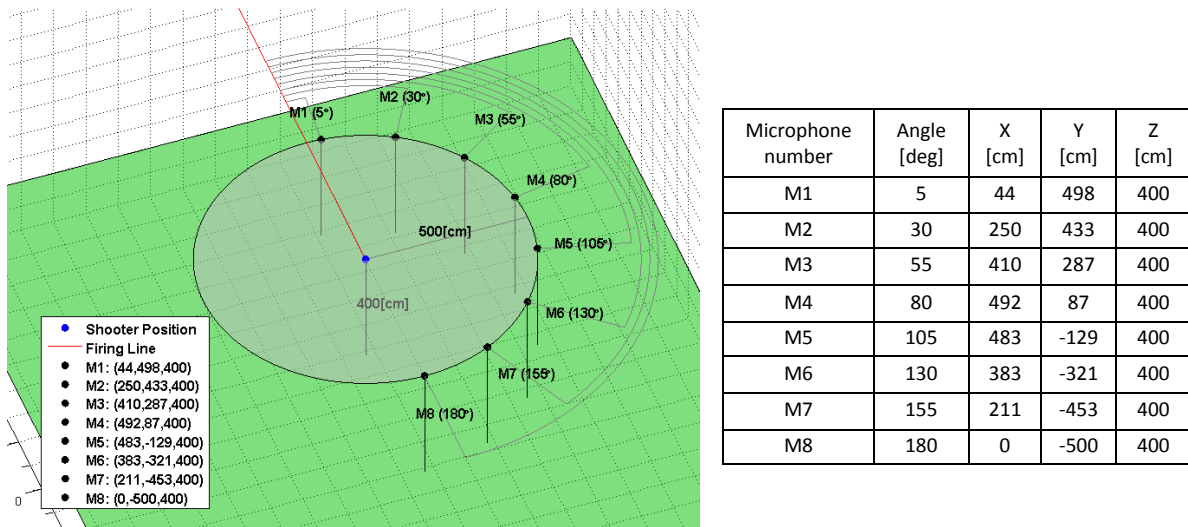 M1 (5°)
M2 (30°)
M3 (55°)
M4 (80°)
500[cm]
M5 (105°)
400[cm]
M6 (130°)
M7 (155°)
M8 (180°)
0
Shooter Position
Firing Line
M1: (44,498,400)
M2: (250,433,400)
M3: (410,287,400)
M4: (492,87,400)
M5: (483,-129,400)
M6: (383,-321,400)
M7: (211,-453,400)
M8: (0,-500,400)
Microphone number Angle [deg] X [cm] Y [cm] Z [cm]
M1 5 44 498 400
M2 30 250 433 400
M3 55 410 287 400
M4 80 492 87 400
M5 105 483 -129 400
M6 130 383 -321 400
M7 155 211 -453 400
M8 180 0 -500 400